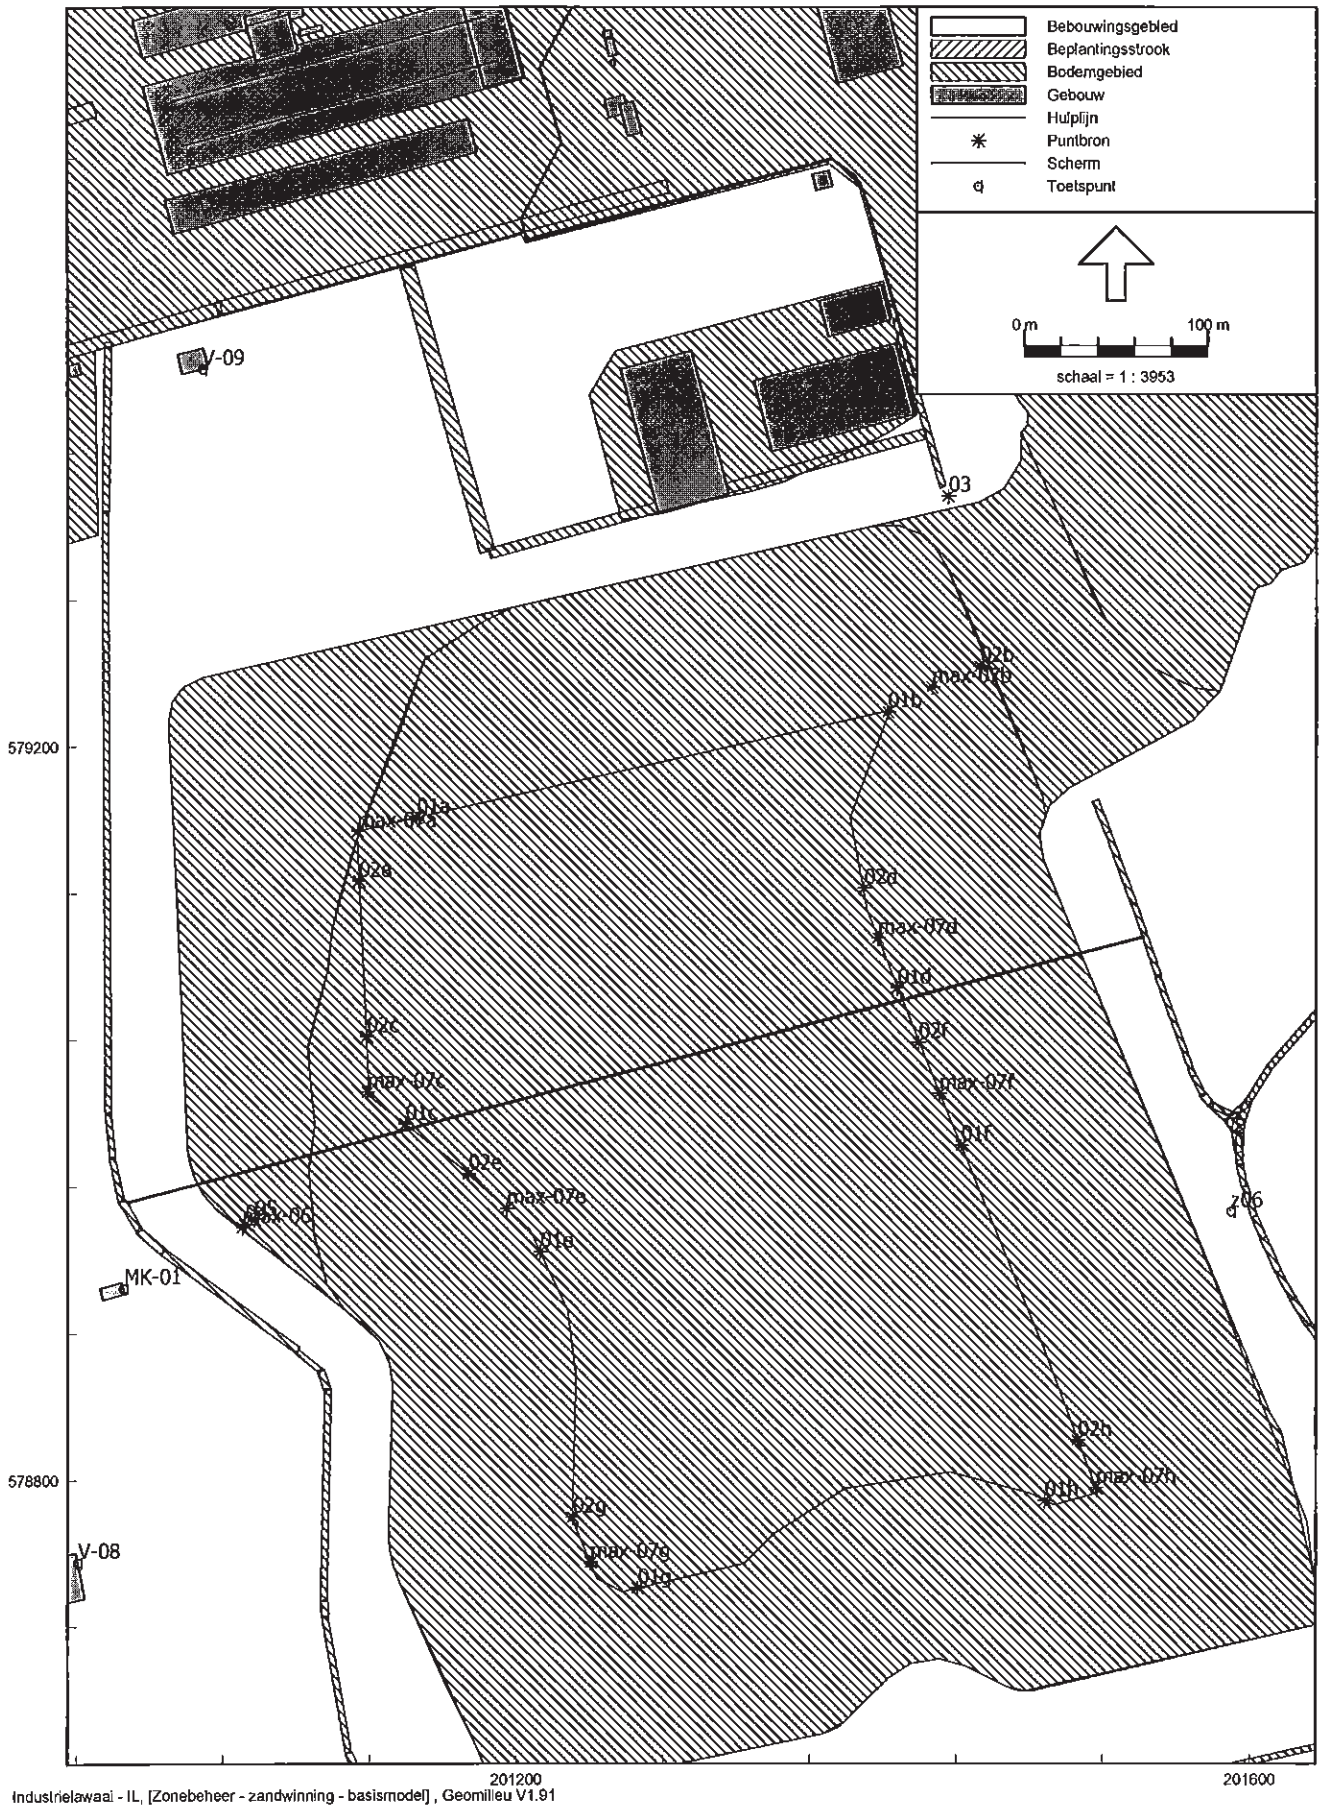 Bebouwingsgebied
Beplantingsstrook
Bodemgebied
Gebouw
Hulplijn
Puntbron
Scherm
Toetspunt
0 m 100 m
schaal = 1 : 3953
V-09
03
02b
max-07b
01b
579200
01a
max-07a
02a
02d
max-07d
01d
02c
02f
max-07c
max-07f
01c
01f
02e
max-07e
z06
05
max-06
01e
MK-01
02h
max-07h
01h
578800
02g
V-08
max-07g
01g
201200
201600
Industrielawaai - IL, [Zonebeheer - zandwinning - basismodel] , Geomilieu V1.91